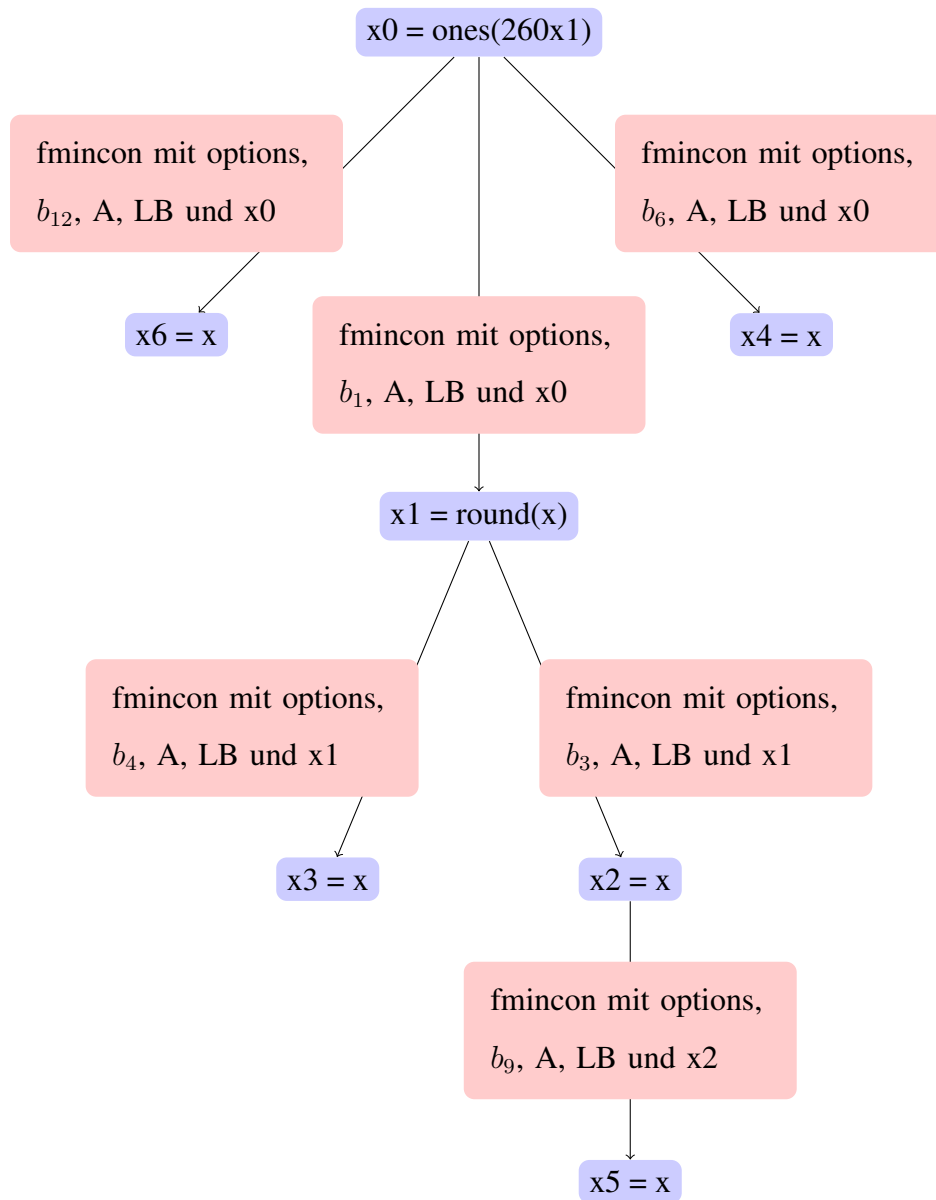 x0 = ones(260x1)
fmincon mit options,
b₁₂, A, LB und x0
fmincon mit options,
b₆, A, LB und x0
x6 = x
fmincon mit options,
b₁, A, LB und x0
x4 = x
x1 = round(x)
fmincon mit options,
b₄, A, LB und x1
fmincon mit options,
b₃, A, LB und x1
x3 = x
x2 = x
fmincon mit options,
b₉, A, LB und x2
x5 = x